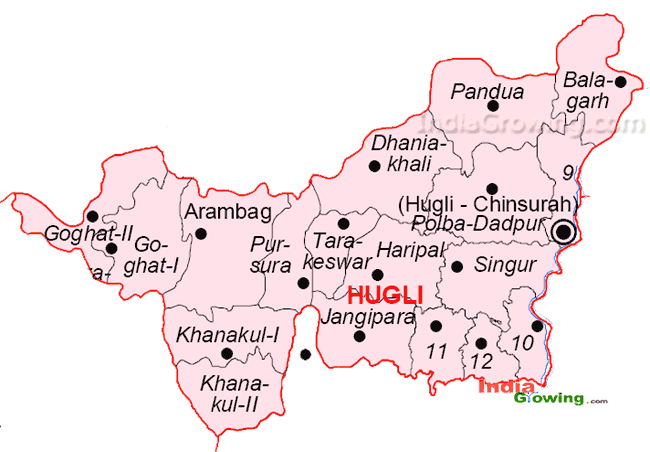 Bala-
garh
Pandua
IndiaGrowing.com
Dhania-
khali
9
(Hugli - Chinsurah)
Polba-Dadpur
Arambag
Goghat-II
Go-
ghat-I
ra-
Pur-
sura
Tara-
keswar
Haripal
Singur
HUGLI
Jangipara
Khanakul-I
11
12
10
Khana-
kul-II
India
Growing.com